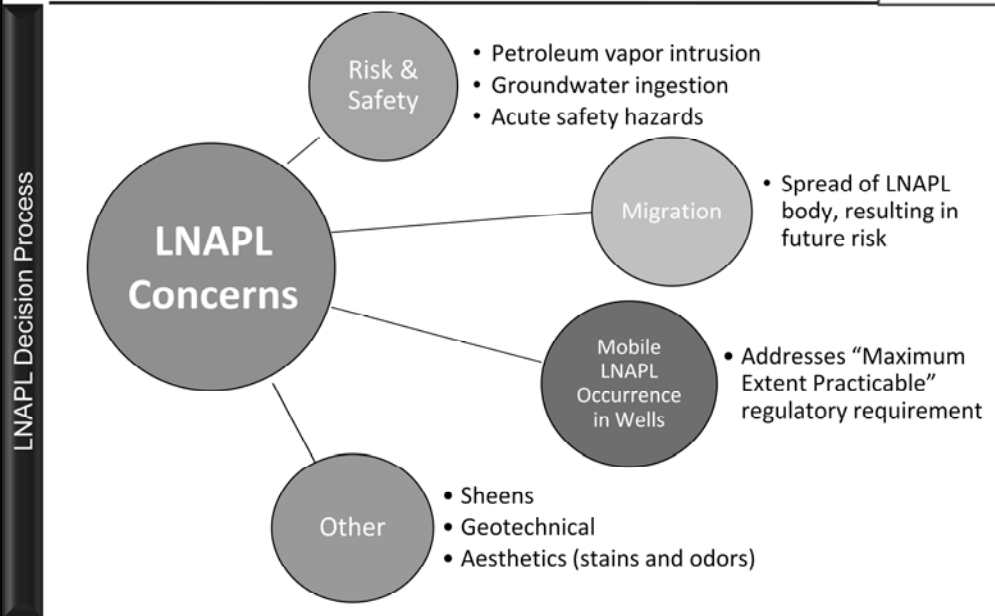 LNAPL Decision Process
LNAPL
Concerns
Risk &
Safety
• Petroleum vapor intrusion
• Groundwater ingestion
• Acute safety hazards
Migration
• Spread of LNAPL
body, resulting in
future risk
Mobile
LNAPL
Occurrence
in Wells
• Addresses “Maximum
Extent Practicable”
regulatory requirement
Other
• Sheens
• Geotechnical
• Aesthetics (stains and odors)